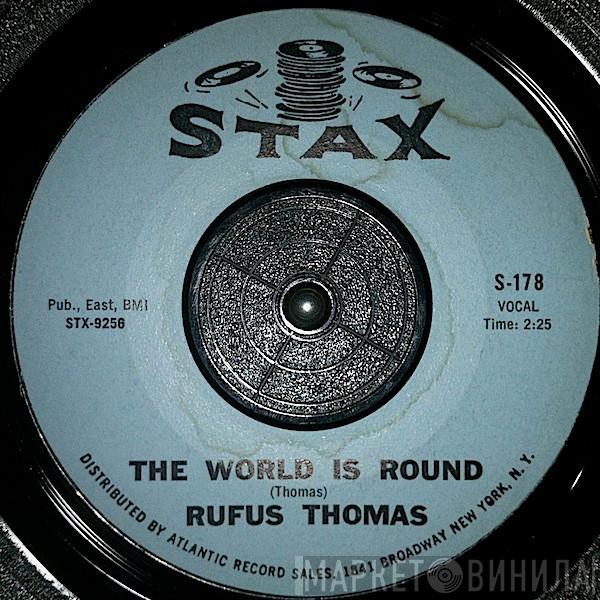 STAX
Pub., East, BMI
STX-9256
S-178
VOCAL
Time: 2:25
THE WORLD IS ROUND
(Thomas)
RUFUS THOMAS
DISTRIBUTED BY ATLANTIC RECORD SALES, 1841 BROADWAY NEW YORK, N. Y.
МАРКЕТ ВИНИЛА